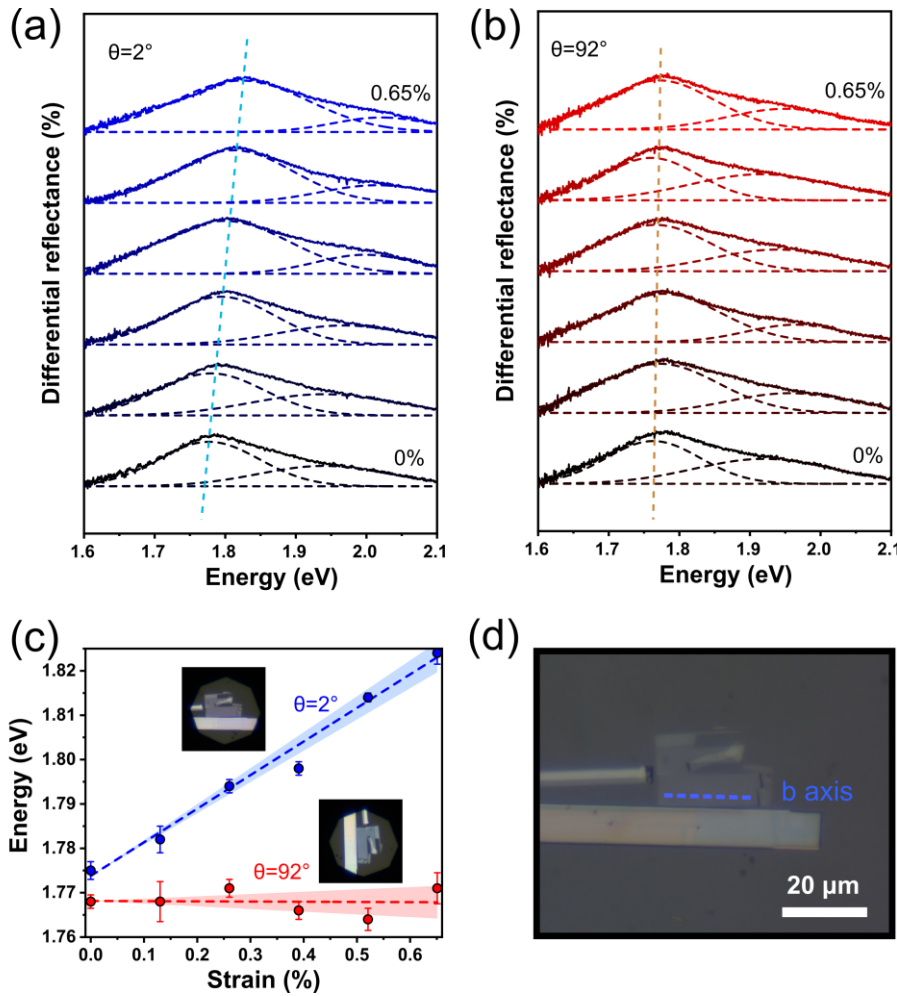 (a)
θ=2°
0.65%
0%
Differential reflectance (%)
1.6 1.7 1.8 1.9 2.0 2.1
Energy (eV)
(b)
θ=92°
0.65%
0%
Differential reflectance (%)
1.6 1.7 1.8 1.9 2.0 2.1
Energy (eV)
(c)
1.82
1.81
1.80
1.79
1.78
1.77
1.76
Energy (eV)
θ=2°
θ=92°
0.0 0.1 0.2 0.3 0.4 0.5 0.6
Strain (%)
(d)
b axis
20 μm